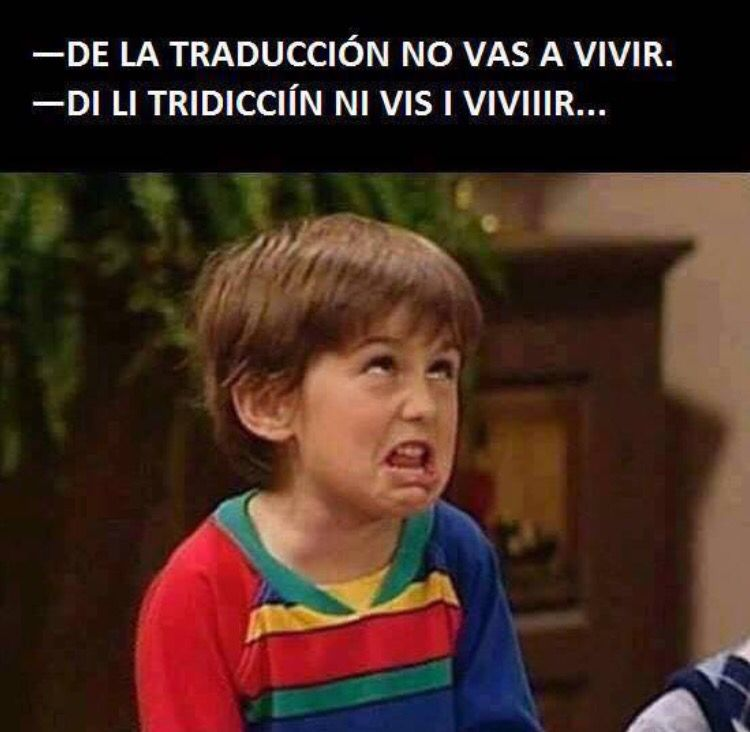 —DE LA TRADUCCIÓN NO VAS A VIVIR.
—DI LI TRIDICCIÍN NI VIS I VIVIIIR...